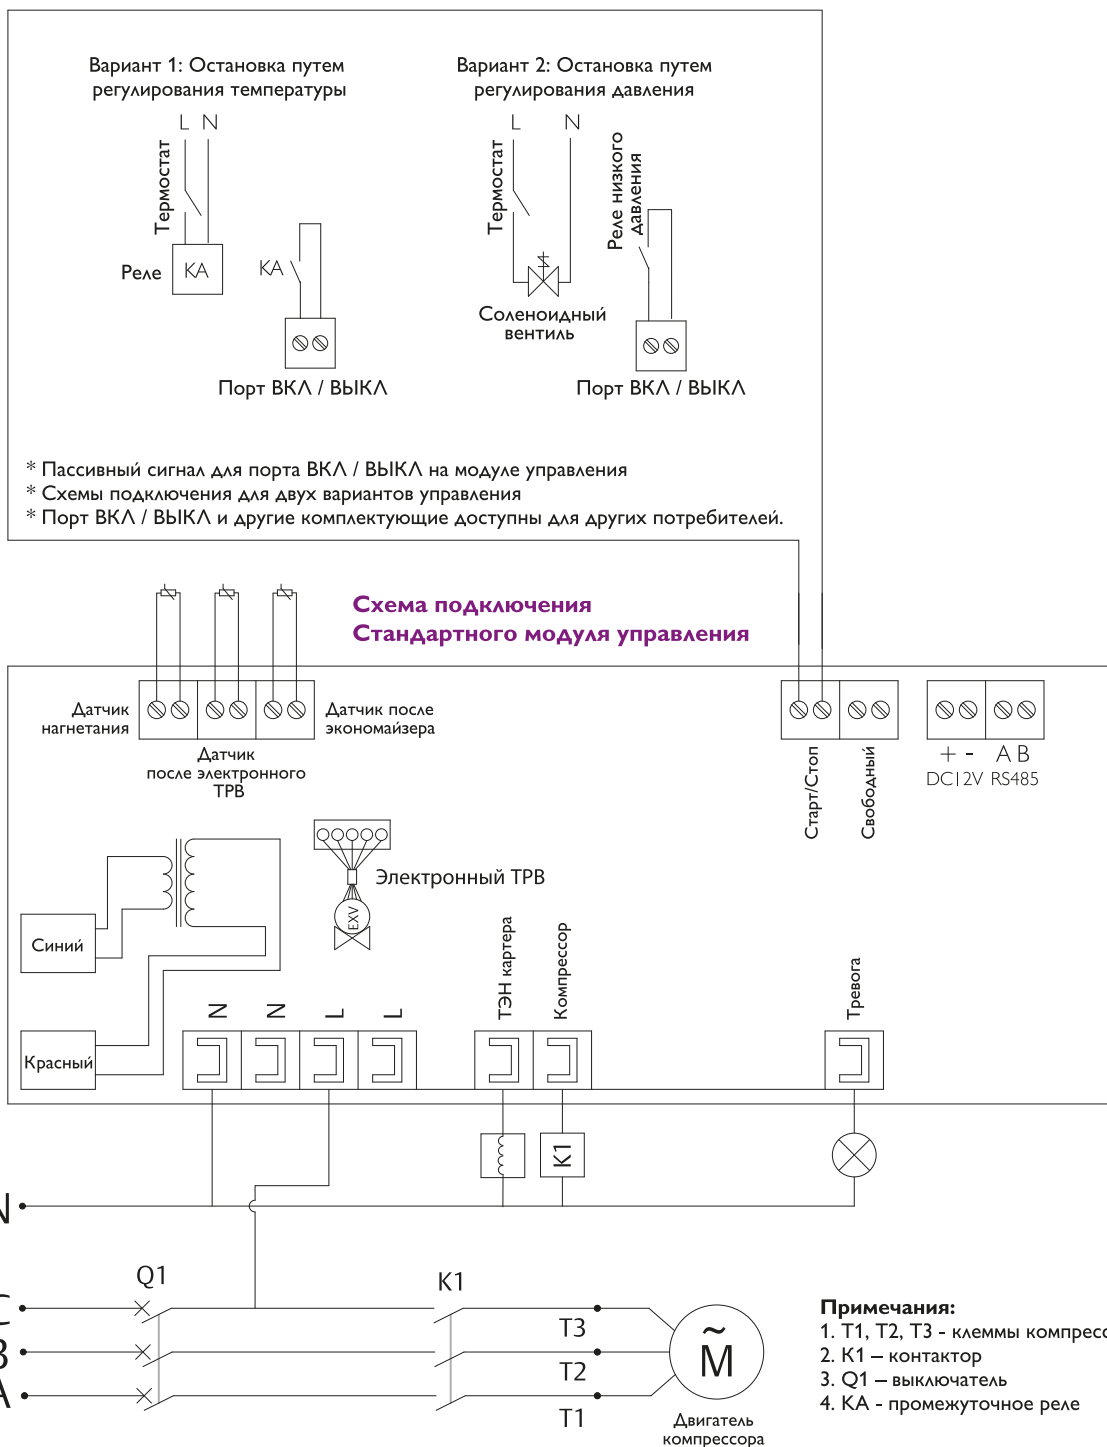 Вариант 1: Остановка путем
регулирования температуры
Вариант 2: Остановка путем
регулирования давления
L N
L N
Термостат
Термостат
Реле низкого
давления
Реле
КА
КА
Соленоидный
вентиль
Порт ВКЛ / ВЫКЛ
Порт ВКЛ / ВЫКЛ
* Пассивный сигнал для порта ВКЛ / ВЫКЛ на модуле управления
* Схемы подключения для двух вариантов управления
* Порт ВКЛ / ВЫКЛ и другие комплектующие доступны для других потребителей.
Схема подключения
Стандартного модуля управления
Датчик
нагнетания
Датчик
после электронного
ТРВ
Датчик после
экономайзера
Старт/Стоп
Свободный
+ -
DC12V
A B
RS485
Электронный ТРВ
EXV
Синий
Красный
N
N
L
L
ТЭН картера
Компрессор
Тревога
K1
N
Q1
K1
C
B
A
T3
T2
T1
~
M
Двигатель
компрессора
Примечания:
1. T1, T2, T3 - клеммы компресс
2. K1 – контактор
3. Q1 – выключатель
4. КА - промежуточное реле